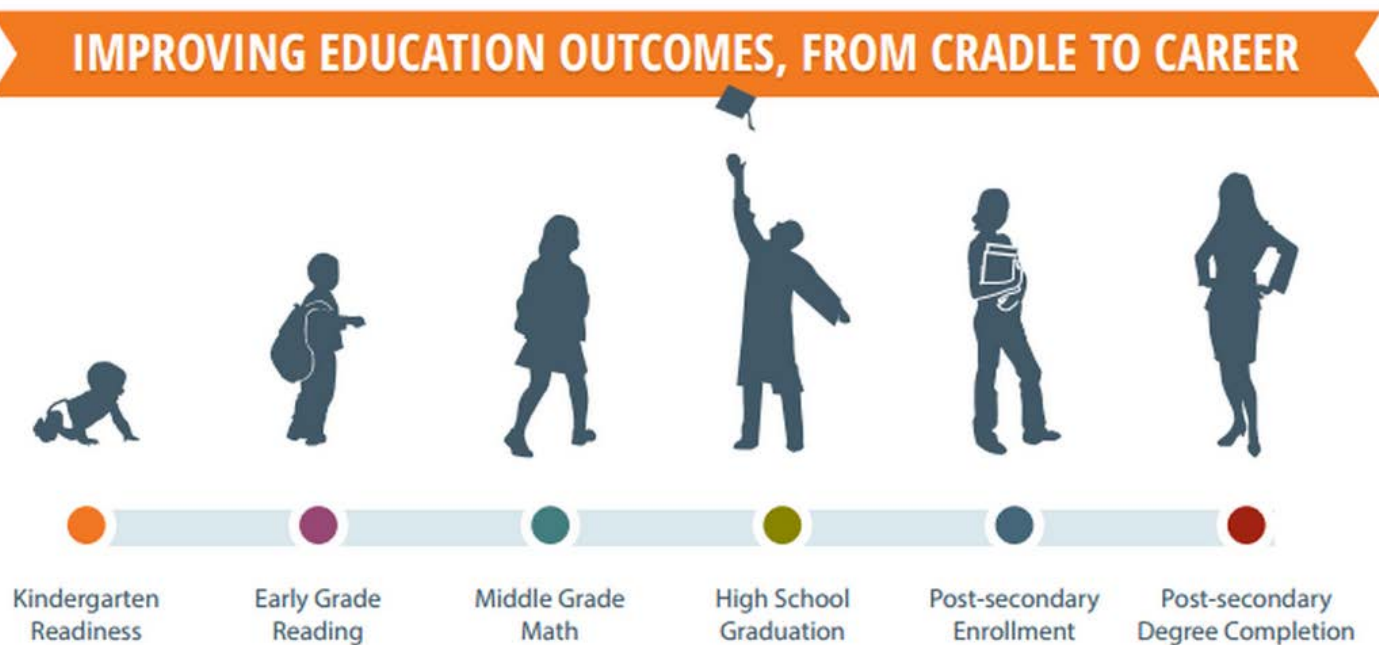 IMPROVING EDUCATION OUTCOMES, FROM CRADLE TO CAREER
Kindergarten
Readiness
Early Grade
Reading
Middle Grade
Math
High School
Graduation
Post-secondary
Enrollment
Post-secondary
Degree Completion